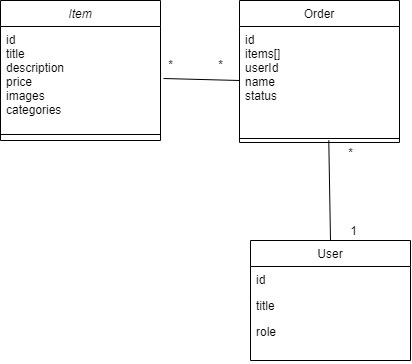 Item
id
title
description
price
images
categories
*
*
Order
id
items[]
userId
name
status
*
1
User
id
title
role